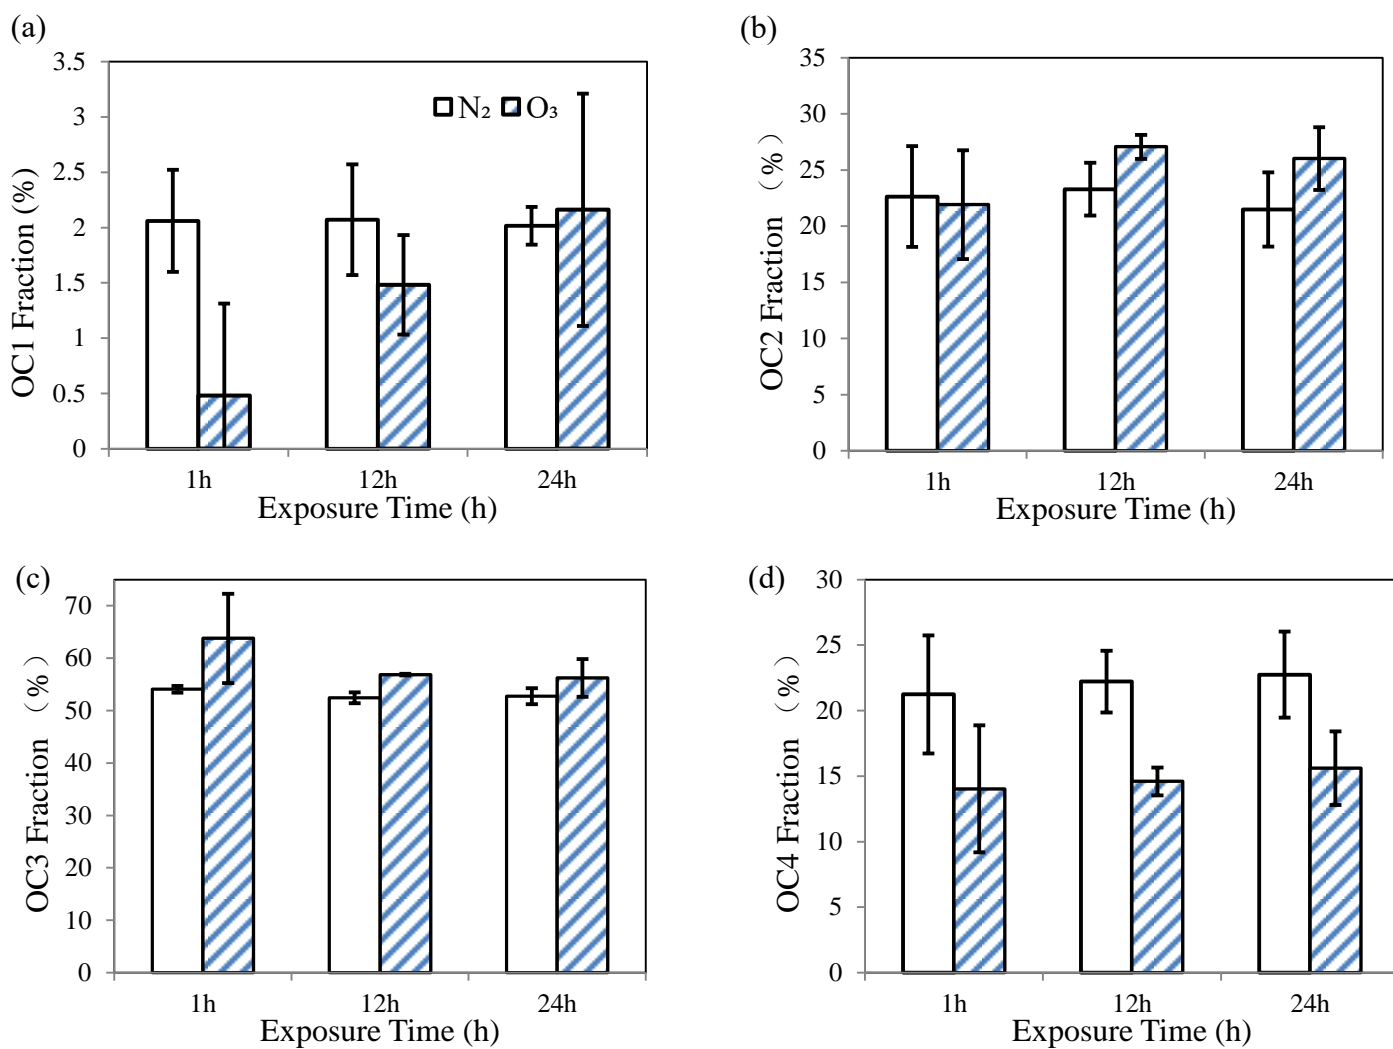 (a)
OC1 Fraction (%)
3.5
3
2.5
2
1.5
1
0.5
0
N₂ O₃
1h 12h 24h
Exposure Time (h)
(b)
OC2 Fraction （%）
35
30
25
20
15
10
5
0
1h 12h 24h
Exposure Time (h)
(c)
OC3 Fraction （%）
70
60
50
40
30
20
10
0
1h 12h 24h
Exposure Time (h)
(d)
OC4 Fraction （%）
30
25
20
15
10
5
0
1h 12h 24h
Exposure Time (h)